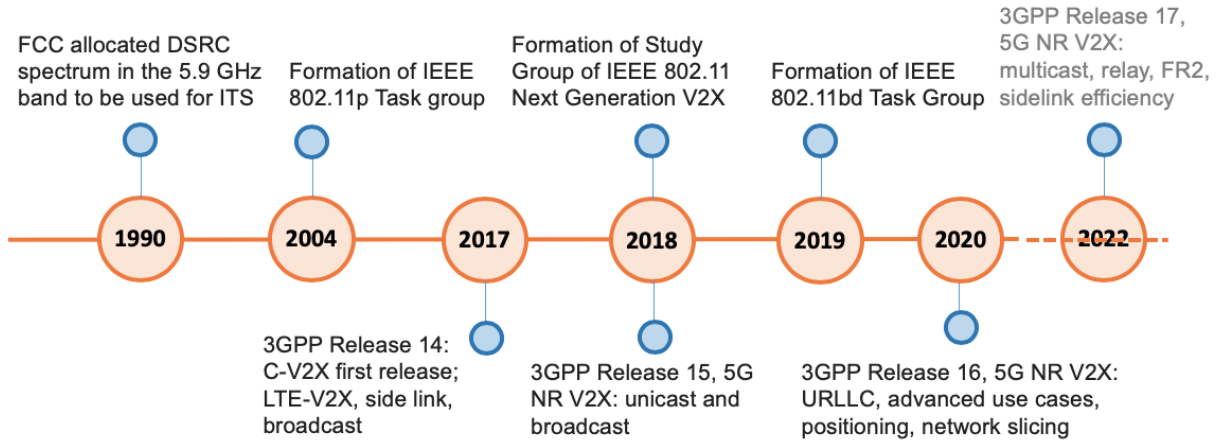 FCC allocated DSRC
spectrum in the 5.9 GHz
band to be used for ITS
Formation of IEEE
802.11p Task group
Formation of Study
Group of IEEE 802.11
Next Generation V2X
Formation of IEEE
802.11bd Task Group
3GPP Release 17,
5G NR V2X:
multicast, relay, FR2,
sidelink efficiency
1990
2004
2017
2018
2019
2020
2022
3GPP Release 14:
C-V2X first release;
LTE-V2X, side link,
broadcast
3GPP Release 15, 5G
NR V2X: unicast and
broadcast
3GPP Release 16, 5G NR V2X:
URLLC, advanced use cases,
positioning, network slicing